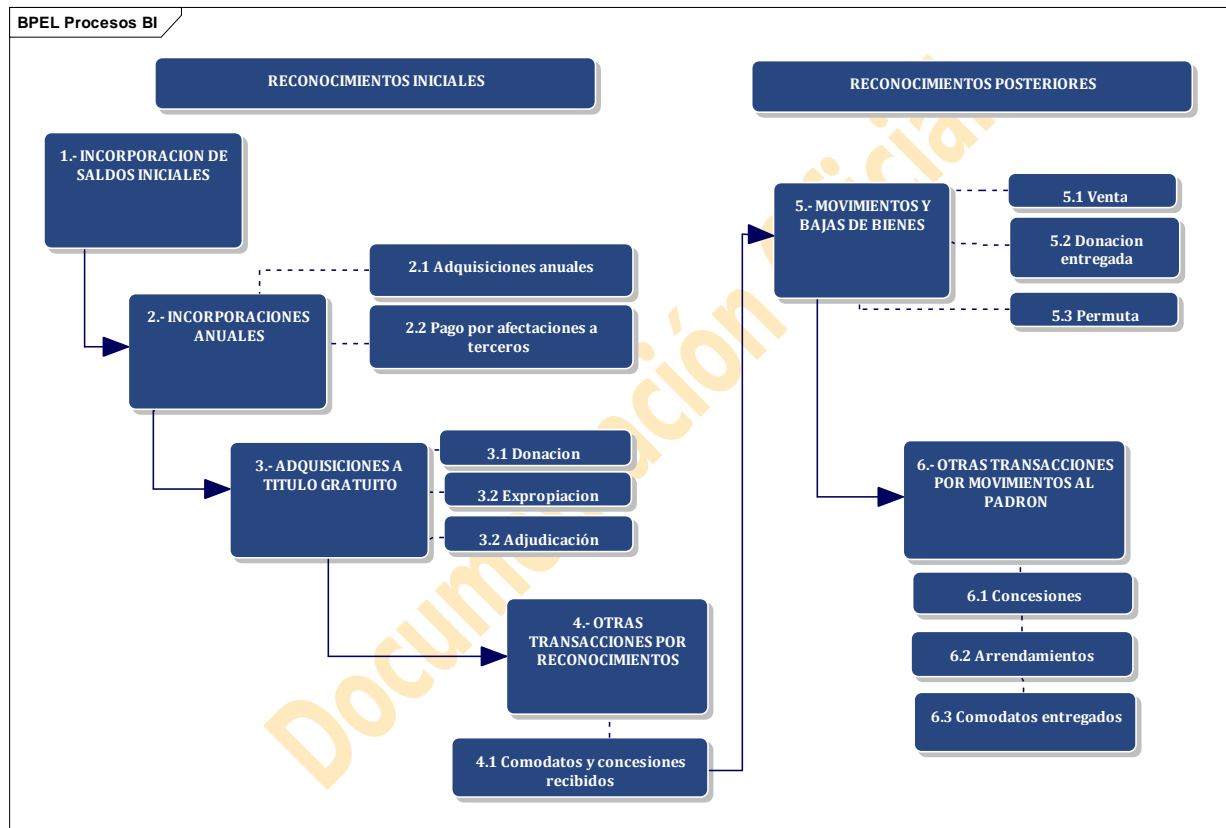 BPEL Procesos BI
RECONOCIMIENTOS INICIALES
1.- INCORPORACION DE
SALDOS INICIALES
2.- INCORPORACIONES
ANUALES
2.1 Adquisiciones anuales
2.2 Pago por afectaciones a
terceros
3.- ADQUISICIONES A
TITULO GRATUITO
3.1 Donacion
3.2 Expropiacion
3.2 Adjudicación
4.- OTRAS
TRANSACCIONES POR
RECONOCIMIENTOS
4.1 Comodatos y concesiones
recibidos
RECONOCIMIENTOS POSTERIORES
5.- MOVIMIENTOS Y
BAJAS DE BIENES
5.1 Venta
5.2 Donacion
entregada
5.3 Permuta
6.- OTRAS TRANSACCIONES
POR MOVIMIENTOS AL
PADRON
6.1 Concesiones
6.2 Arrendamientos
6.3 Comodatos entregados